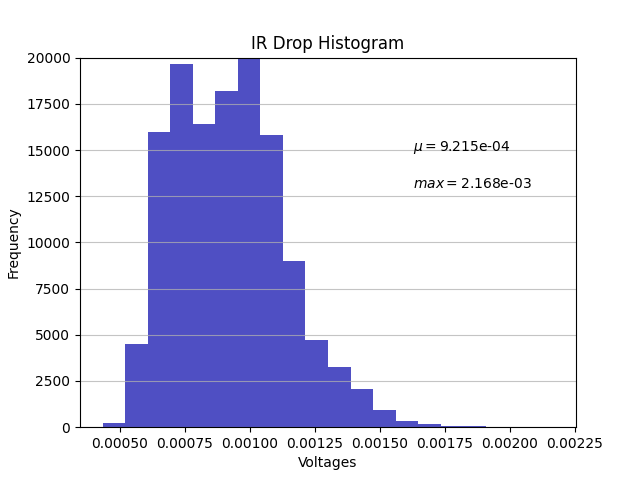 IR Drop Histogram
20000
17500
15000
12500
10000
7500
5000
2500
0
Frequency
μ = 9.215e-04
max = 2.168e-03
0.00050 0.00075 0.00100 0.00125 0.00150 0.00175 0.00200 0.00225
Voltages